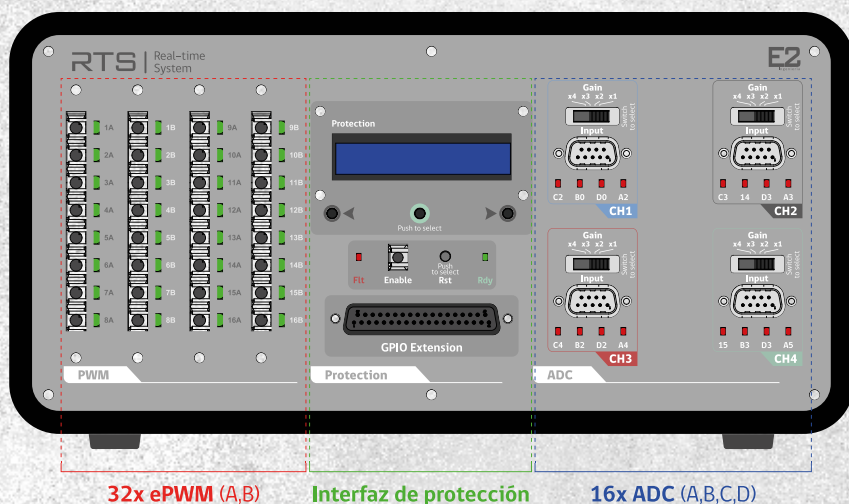 RTS | Real-time System
E2
1A 1B 9A 9B
2A 2B 10A 10B
3A 3B 11A 11B
4A 4B 12A 12B
5A 5B 13A 13B
6A 6B 14A 14B
7A 7B 15A 15B
8A 8B 16A 16B
PWM
Protection
Push to select
Flt
Enable
Push to select
Rst
Rdy
GPIO Extension
Protection
Gain
x4 x3 x2 x1
Switch to select
Input
C2 B0 D0 A2
CH1
Gain
x4 x3 x2 x1
Switch to select
Input
C3 14 D3 A3
CH2
Gain
x4 x3 x2 x1
Switch to select
Input
C4 B2 D2 A4
CH3
Gain
x4 x3 x2 x1
Switch to select
Input
15 B3 D3 A5
CH4
ADC
32x ePWM (A,B)
Interfaz de protección
16x ADC (A,B,C,D)